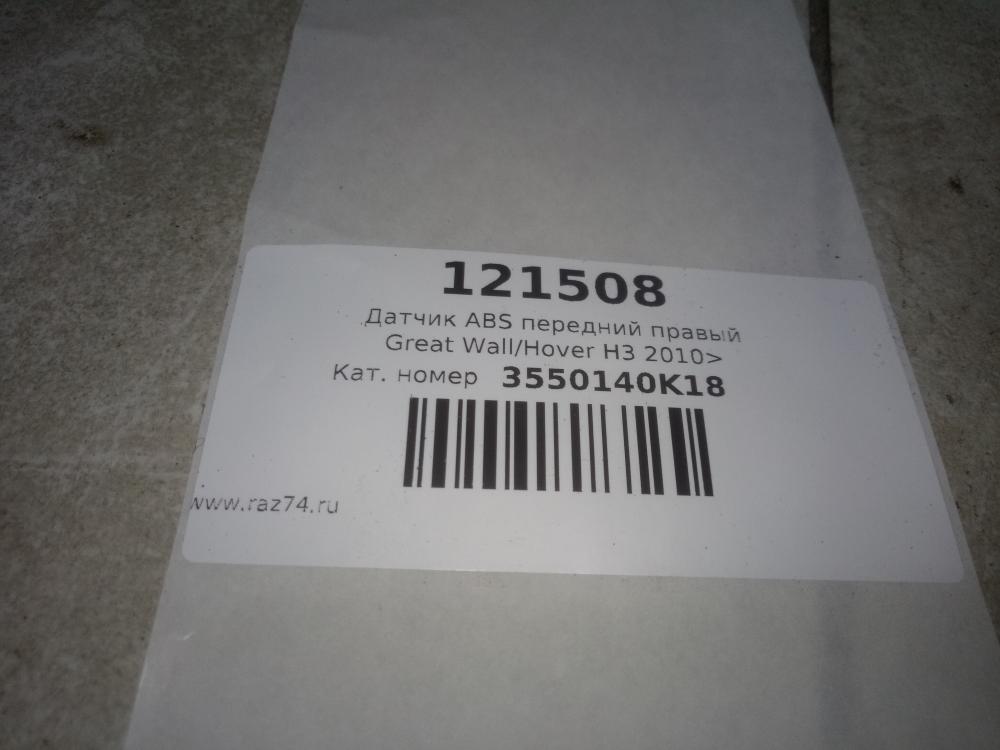 121508
Датчик ABS передний правый
Great Wall/Hover H3 2010>
Кат. номер 3550140K18
www.raz74.ru